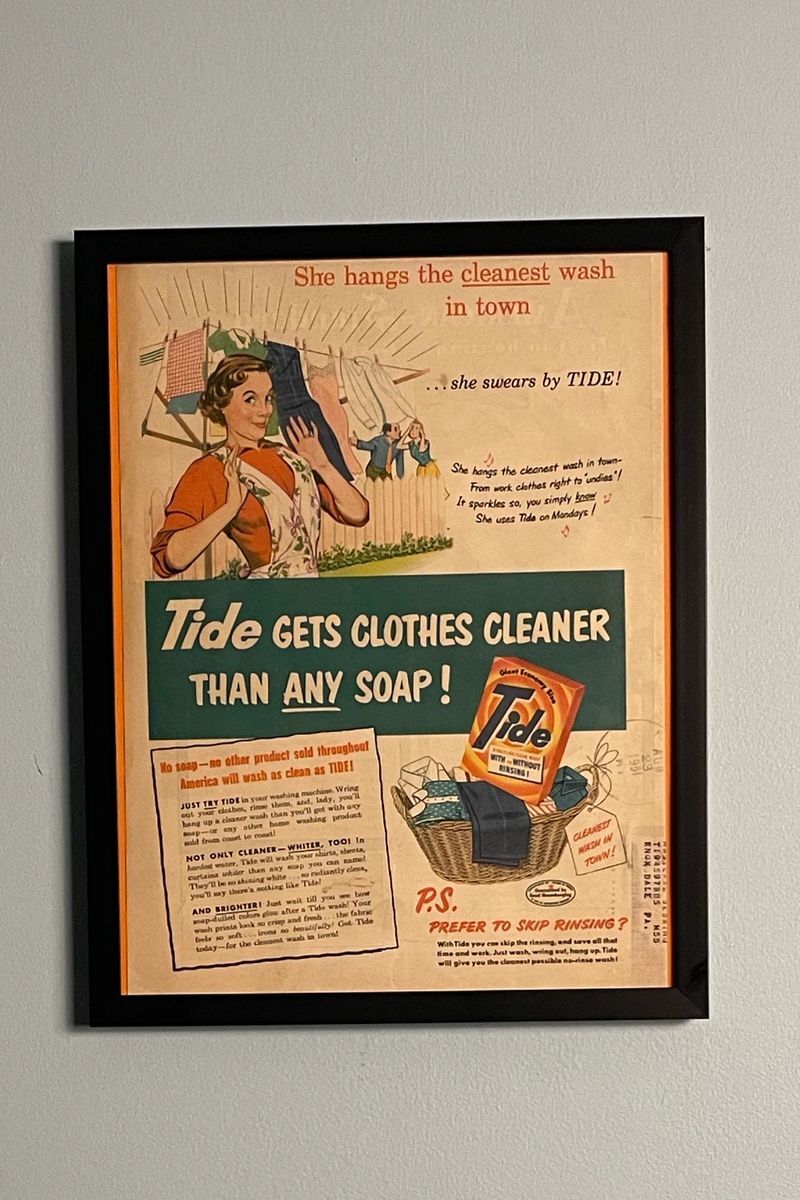 She hangs the cleanest wash
in town
...she swears by TIDE!
She hangs the cleanest wash in town-
From work clothes right to "undies"!
It sparkles so, you simply know
She uses Tide on Mondays!
Tide GETS CLOTHES CLEANER
THAN ANY SOAP!
Giant Economy Size
Tide
WITH OR WITHOUT
RINSING!
No soap—no other product sold throughout
America will wash as clean as TIDE!
JUST TRY TIDE in your washing machine. Wring
out your clothes, rinse them, and, lady, you'll
hang up a cleaner wash than you'll get with any
soap—or any other home washing product
sold from coast to coast!
NOT ONLY CLEANER—WHITER, TOO! In
hardest water, Tide will wash your shirts, sheets,
curtains whiter than any soap you can name!
They'll be so shining white...so radiantly clean,
you'll say there's nothing like Tide!
AND BRIGHTER! Just wait till you see how
soap-dulled colors glow after a Tide wash! Your
wash prints look so crisp and fresh...the fabric
feels so soft...irons so beautifully! Get Tide
today—for the cleanest wash in town!
CLEANEST
WASH IN
TOWN!
P.S.
PREFER TO SKIP RINSING?
With Tide you can skip the rinsing, and save all that
time and work. Just wash, wring out, hang up. Tide
will give you the cleanest possible no-rinse wash!
AUG
23
1951
KNOX DALE PA.